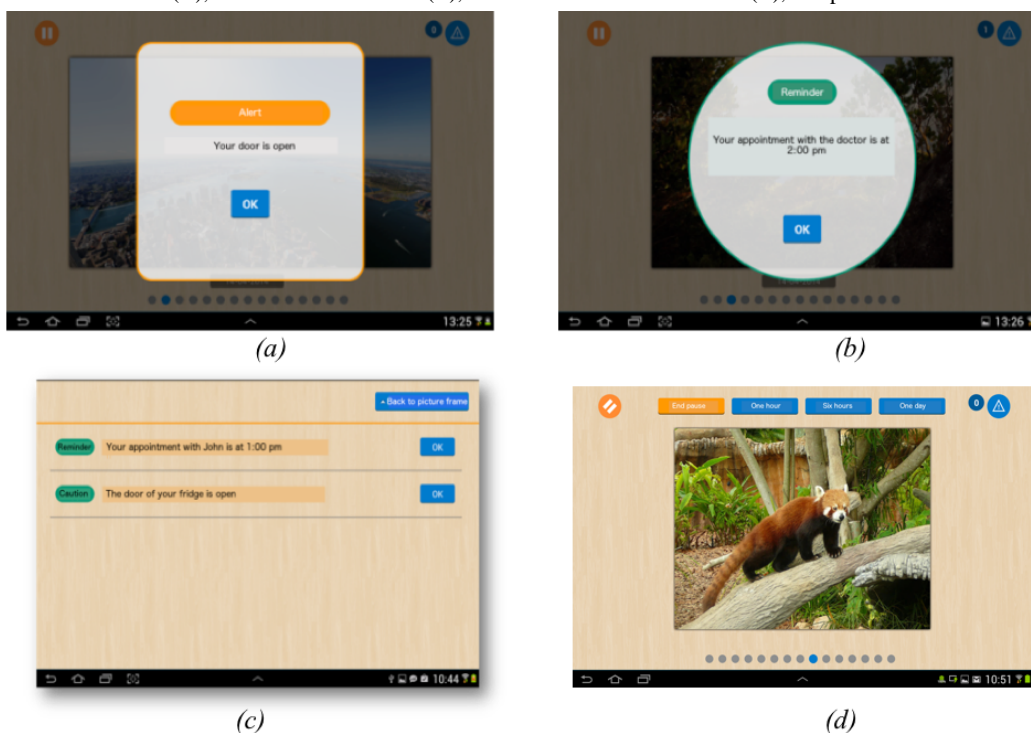 0
Alert
Your door is open
OK
13:25
(a)
1
Reminder
Your appointment with the doctor is at
2:00 pm
OK
13:26
(b)
Back to picture frame
Reminder Your appointment with John is at 1:00 pm OK
Caution The door of your fridge is open OK
10:44
(c)
End pause One hour Six hours One day 0
10:51
(d)